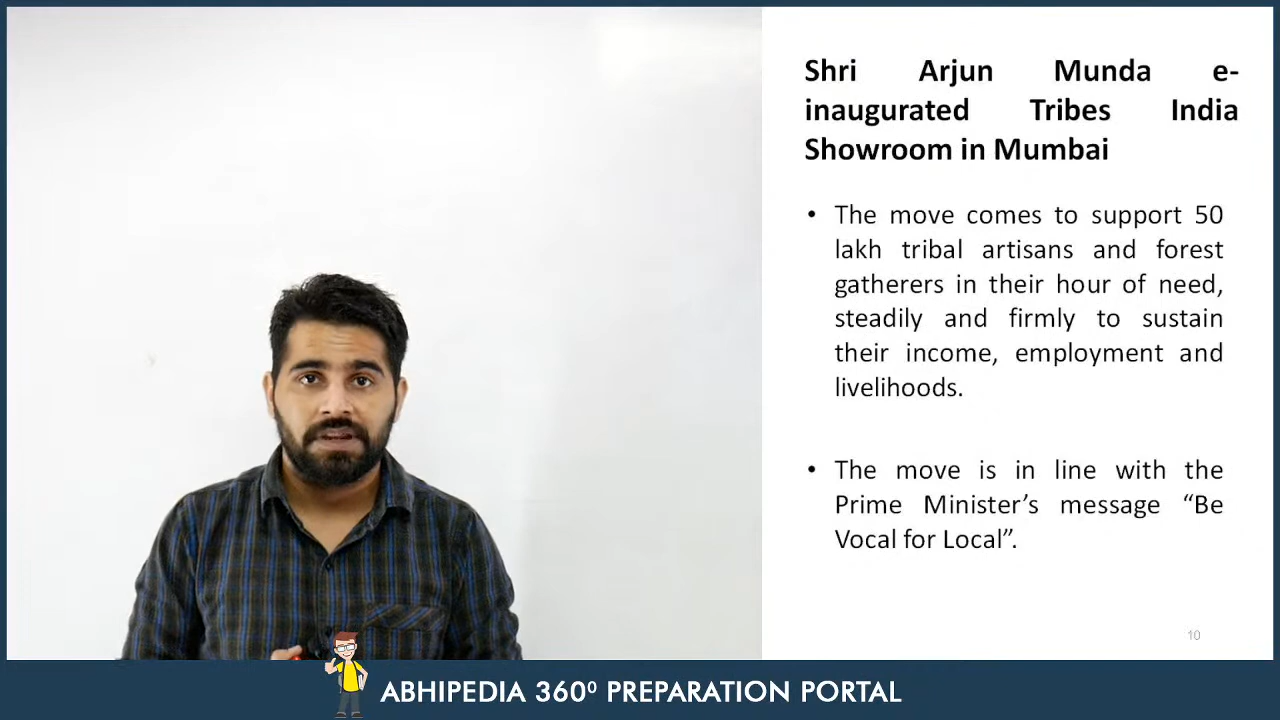 Shri Arjun Munda e-
inaugurated Tribes India
Showroom in Mumbai
• The move comes to support 50
lakh tribal artisans and forest
gatherers in their hour of need,
steadily and firmly to sustain
their income, employment and
livelihoods.
• The move is in line with the
Prime Minister’s message “Be
Vocal for Local”.
10
ABHIPEDIA 360⁰ PREPARATION PORTAL